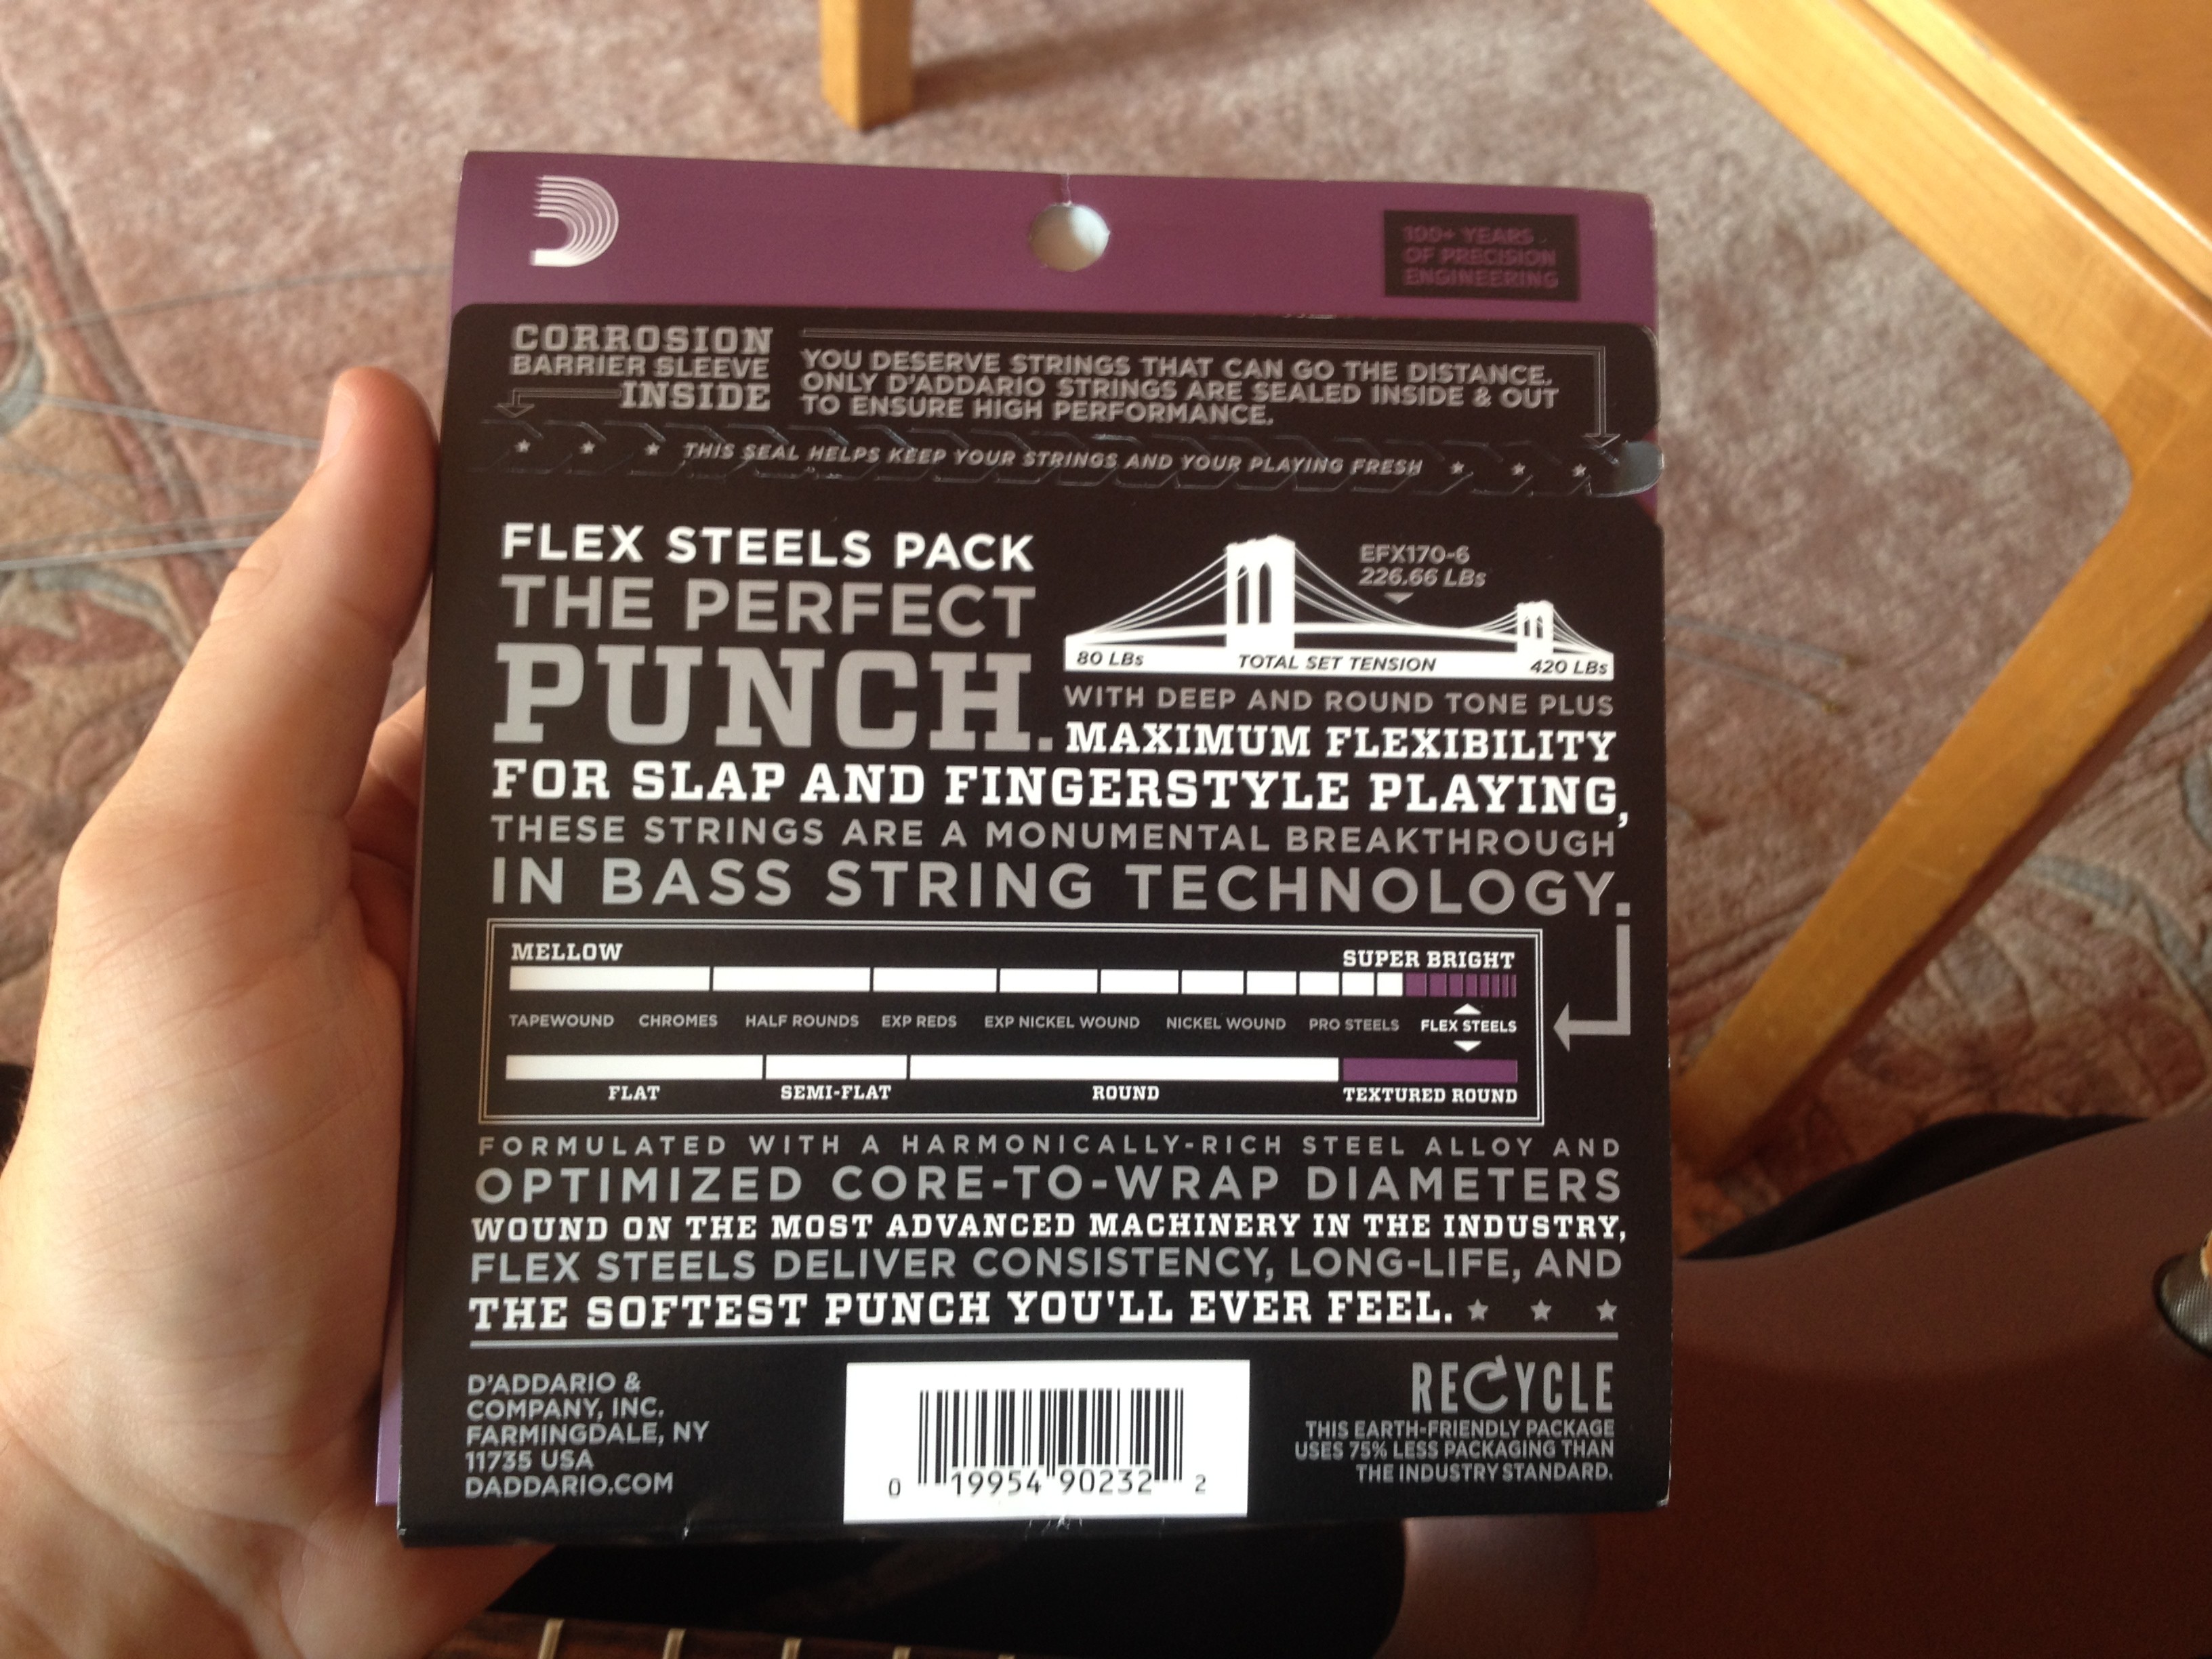 100+ YEARS
OF PRECISION
ENGINEERING
CORROSION
BARRIER SLEEVE
INSIDE
YOU DESERVE STRINGS THAT CAN GO THE DISTANCE.
ONLY D'ADDARIO STRINGS ARE SEALED INSIDE & OUT
TO ENSURE HIGH PERFORMANCE.
THIS SEAL HELPS KEEP YOUR STRINGS AND YOUR PLAYING FRESH
FLEX STEELS PACK
THE PERFECT
PUNCH.
EFX170-6
226.66 LBs
80 LBs TOTAL SET TENSION 420 LBs
WITH DEEP AND ROUND TONE PLUS
MAXIMUM FLEXIBILITY
FOR SLAP AND FINGERSTYLE PLAYING,
THESE STRINGS ARE A MONUMENTAL BREAKTHROUGH
IN BASS STRING TECHNOLOGY.
MELLOW SUPER BRIGHT
TAPEWOUND CHROMES HALF ROUNDS EXP REDS EXP NICKEL WOUND NICKEL WOUND PRO STEELS FLEX STEELS
FLAT SEMI-FLAT ROUND TEXTURED ROUND
FORMULATED WITH A HARMONICALLY-RICH STEEL ALLOY AND
OPTIMIZED CORE-TO-WRAP DIAMETERS
WOUND ON THE MOST ADVANCED MACHINERY IN THE INDUSTRY,
FLEX STEELS DELIVER CONSISTENCY, LONG-LIFE, AND
THE SOFTEST PUNCH YOU'LL EVER FEEL.
D'ADDARIO &
COMPANY, INC.
FARMINGDALE, NY
11735 USA
DADDARIO.COM
0 19954 90232 2
RECYCLE
THIS EARTH-FRIENDLY PACKAGE
USES 75% LESS PACKAGING THAN
THE INDUSTRY STANDARD.